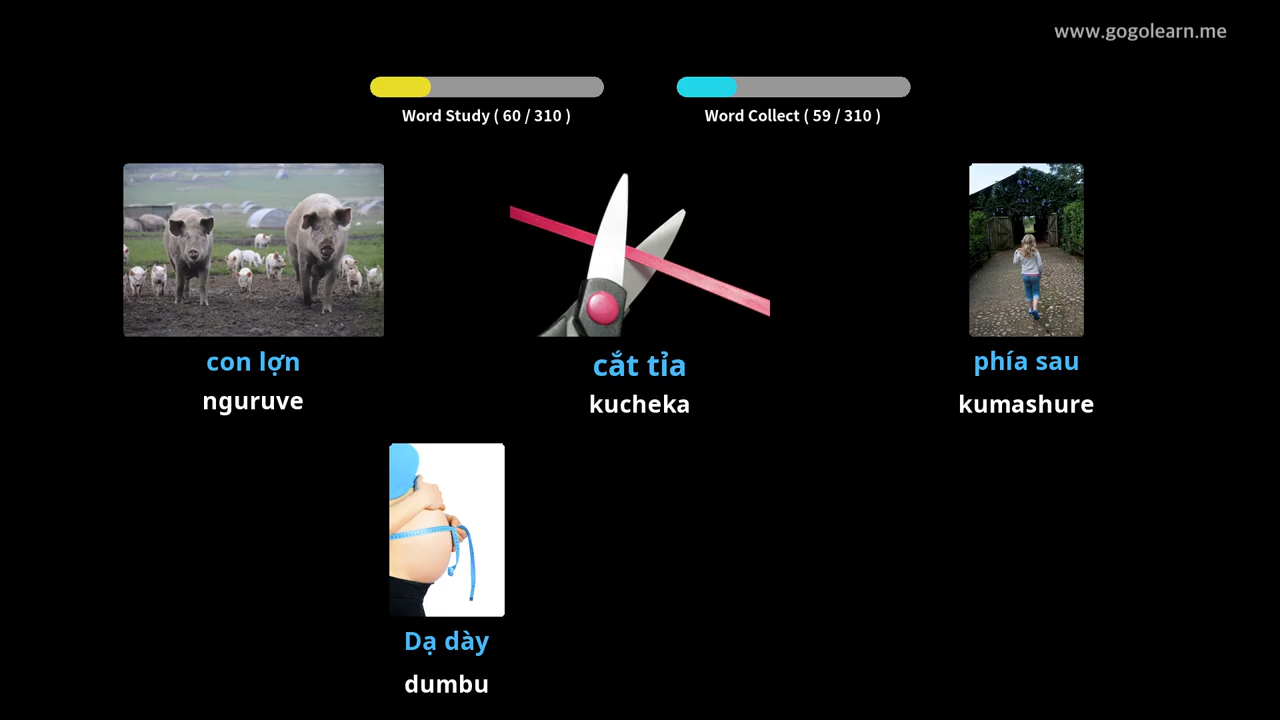 www.gogolearn.me
Word Study ( 60 / 310 )
Word Collect ( 59 / 310 )
con lợn
nguruve
cắt tỉa
kucheka
phía sau
kumashure
Dạ dày
dumbu